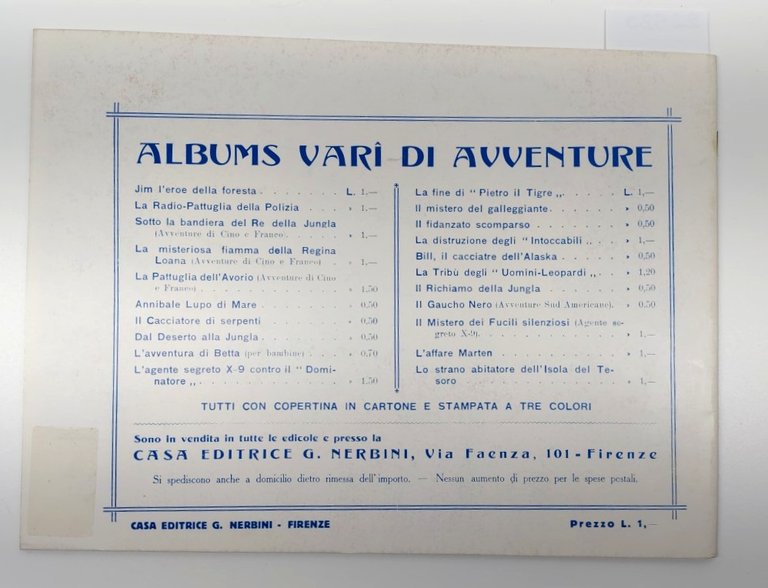 ALBUMS VARÎ DI AVVENTURE
Jim l'eroe della foresta . . . . . . . L. 1,—
La Radio-Pattuglia della Polizia . . . . » 1.—
Sotto la bandiera del Re della Jungla
(Avventure di Cino e Franco). . . . . . » 1.—
La misteriosa fiamma della Regina
Loana (Avventure di Cino e Franco) . . » 1,—
La Pattuglia dell'Avorio (Avventure di Cino
e Franco) . . . . . . . . . . . » 1.50
Annibale Lupo di Mare . . . . . . . » 0,50
Il Cacciatore di serpenti . . . . . . . » 0,50
Dal Deserto alla Jungla . . . . . . . » 0,50
L'avventura di Betta (per bambine) . . . . » 0,70
L'agente segreto X-9 contro il " Domi-
natore „. . . . . . . . . . . . » 1.50
La fine di " Pietro il Tigre „. . . . . . L. 1,—
Il mistero del galleggiante. . . . . . . » 0,50
Il fidanzato scomparso . . . . . . . » 0,50
La distruzione degli " Intoccabili „. . . » 1,—
Bill, il cacciatre dell'Alaska . . . . . . » 0,50
La Tribù degli " Uomini-Leopardi „. . . » 1,20
Il Richiamo della Jungla . . . . . . . » 0,50
Il Gaucho Nero (Avventure Sud Americane). . » 0,50
Il Mistero dei Fucili silenziosi (Agente se-
greto X-9). . . . . . . . . . . . » 1,—
L'affare Marten . . . . . . . . . . » 1,—
Lo strano abitatore dell'Isola del Te-
soro . . . . . . . . . . . . . » 1,—
TUTTI CON COPERTINA IN CARTONE E STAMPATA A TRE COLORI
Sono in vendita in tutte le edicole e presso la
CASA EDITRICE G. NERBINI, Via Faenza, 101 - Firenze
Si spediscono anche a domicilio dietro rimessa dell'importo. — Nessun aumento di prezzo per le spese postali.
CASA EDITRICE G. NERBINI - FIRENZE
Prezzo L. 1,—